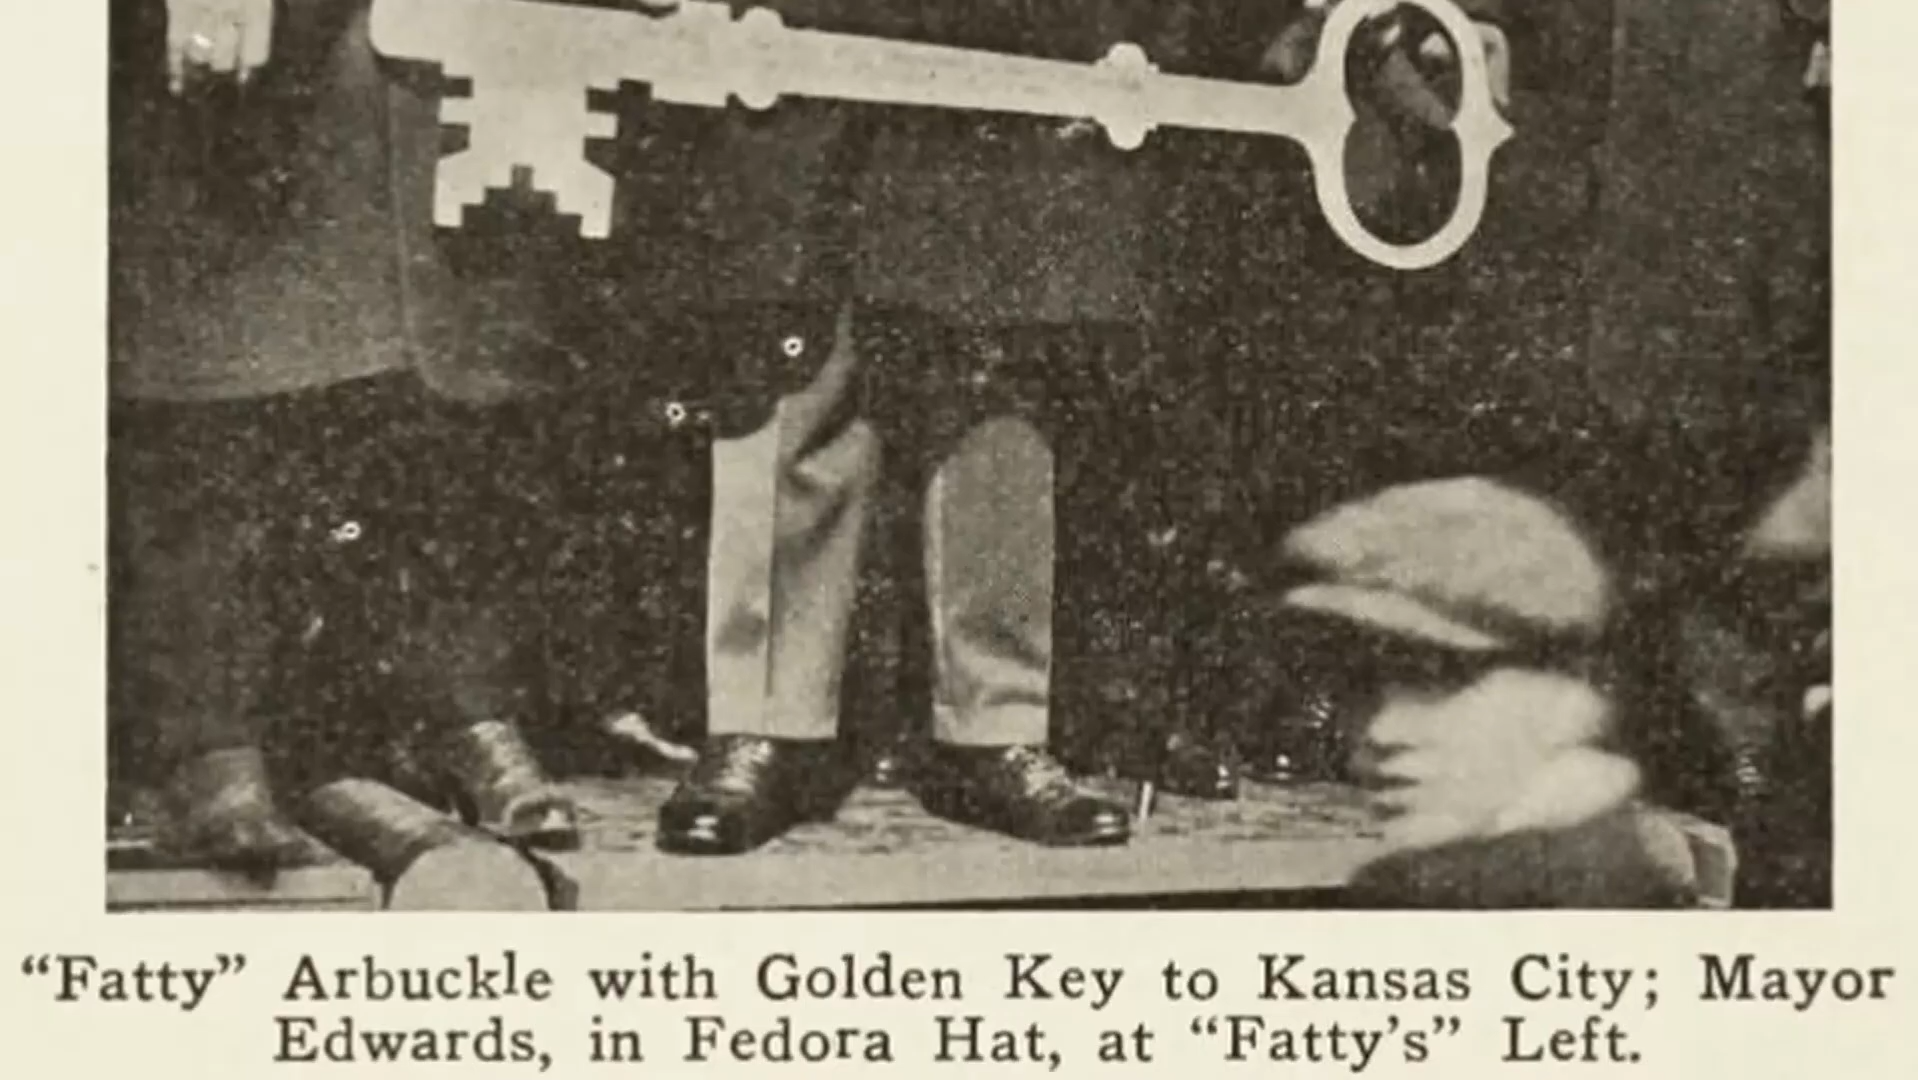 “Fatty” Arbuckle with Golden Key to Kansas City; Mayor
Edwards, in Fedora Hat, at “Fatty’s” Left.